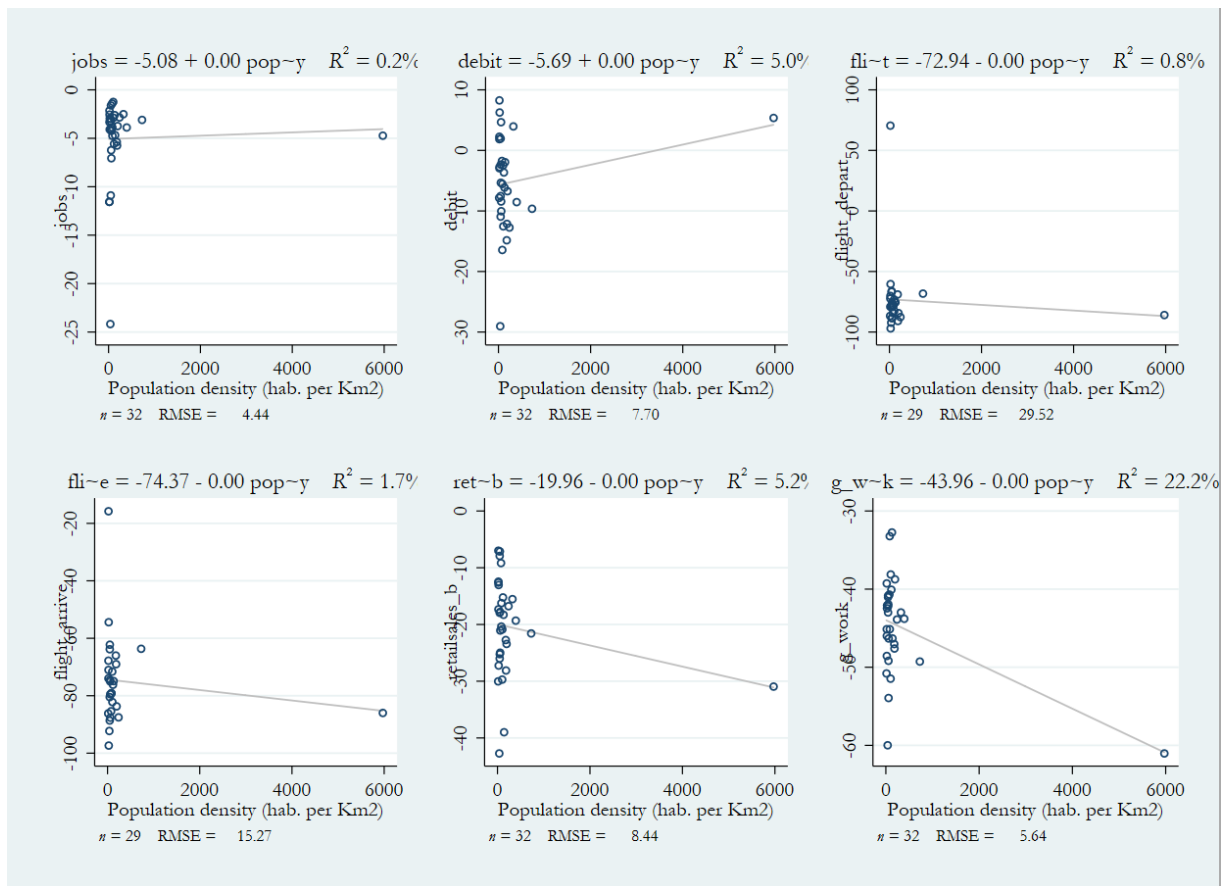 jobs = -5.08 + 0.00 pop~y R² = 0.2%
0
-5
-10
-15
-20
-25
jobs
0 2000 4000 6000
Population density (hab. per Km2)
n = 32 RMSE = 4.44
debit = -5.69 + 0.00 pop~y R² = 5.0%
10
0
-10
-20
-30
debit
0 2000 4000 6000
Population density (hab. per Km2)
n = 32 RMSE = 7.70
fli~t = -72.94 - 0.00 pop~y R² = 0.8%
100
50
0
-50
-100
flight_depart
0 2000 4000 6000
Population density (hab. per Km2)
n = 29 RMSE = 29.52
fli~e = -74.37 - 0.00 pop~y R² = 1.7%
-20
-40
-60
-80
-100
flight_arrive
0 2000 4000 6000
Population density (hab. per Km2)
n = 29 RMSE = 15.27
ret~b = -19.96 - 0.00 pop~y R² = 5.2%
0
-10
-20
-30
-40
retailsales_b
0 2000 4000 6000
Population density (hab. per Km2)
n = 32 RMSE = 8.44
g_w~k = -43.96 - 0.00 pop~y R² = 22.2%
-30
-40
-50
-60
g_work
0 2000 4000 6000
Population density (hab. per Km2)
n = 32 RMSE = 5.64